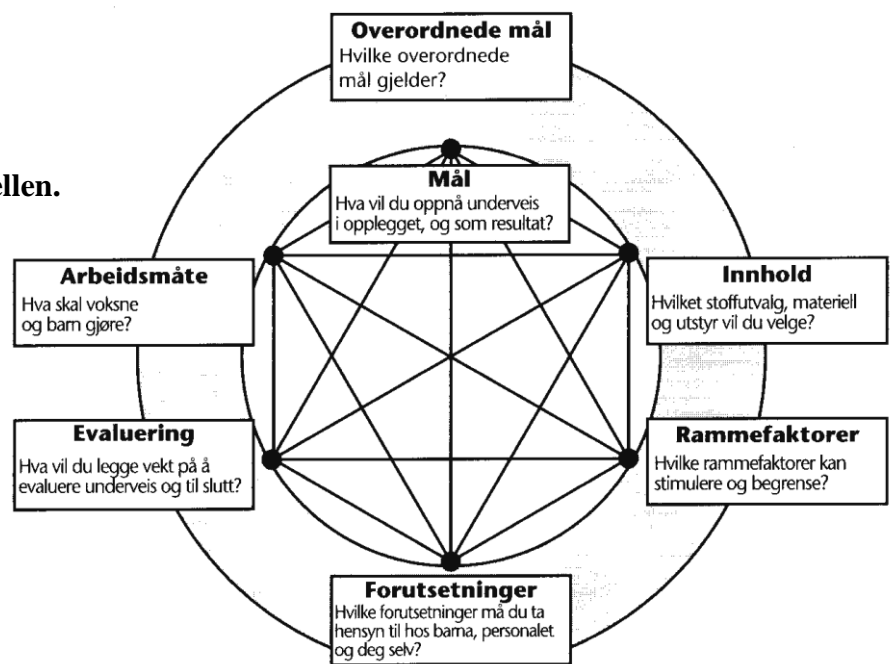 Overordnede mål
Hvilke overordnede
mål gjelder?
ellen.
Mål
Hva vil du oppnå underveis
i opplegget, og som resultat?
Arbeidsmåte
Hva skal voksne
og barn gjøre?
Innhold
Hvilket stoffutvalg, materiell
og utstyr vil du velge?
Evaluering
Hva vil du legge vekt på å
evaluere underveis og til slutt?
Rammefaktorer
Hvilke rammefaktorer kan
stimulere og begrense?
Forutsetninger
Hvilke forutsetninger må du ta
hensyn til hos barna, personalet
og deg selv?